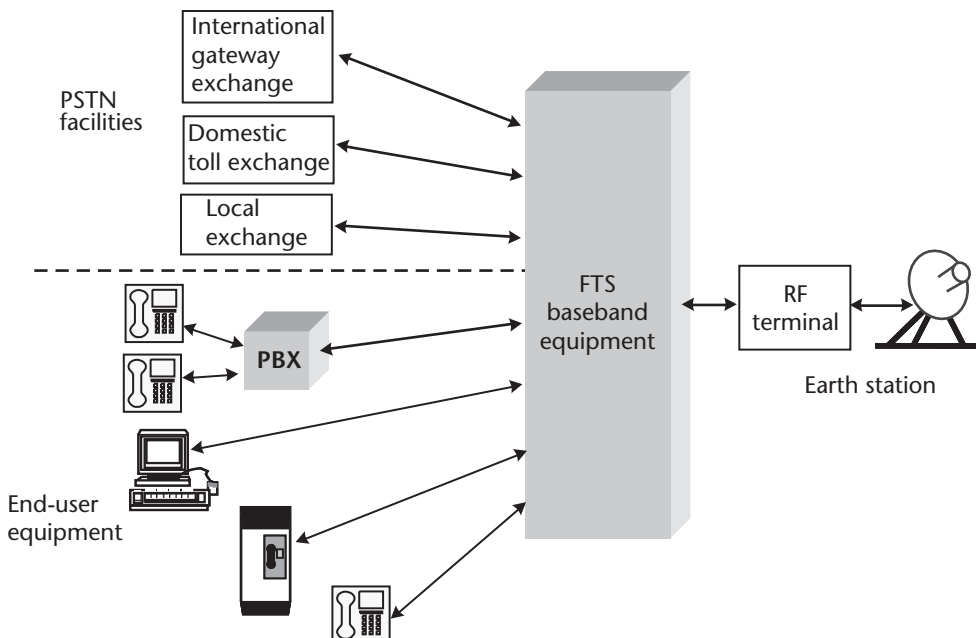 International
gateway
exchange
PSTN
facilities
Domestic
toll exchange
Local
exchange
FTS
baseband
equipment
RF
terminal
Earth station
PBX
End-user
equipment